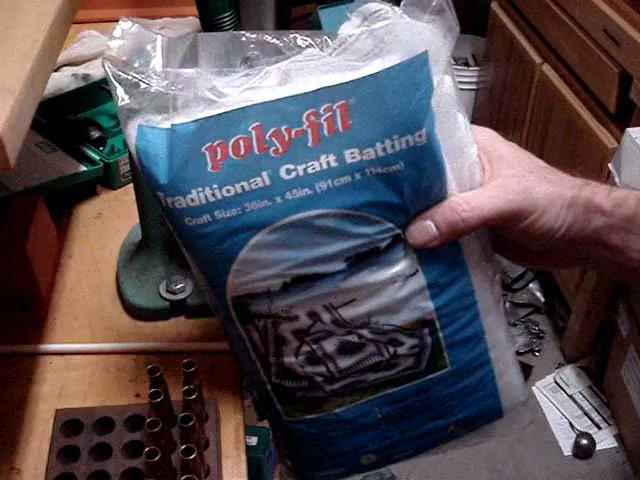 poly-fil
Traditional Craft Batting
Craft Size: 36in. x 45in. (91cm x 114cm)